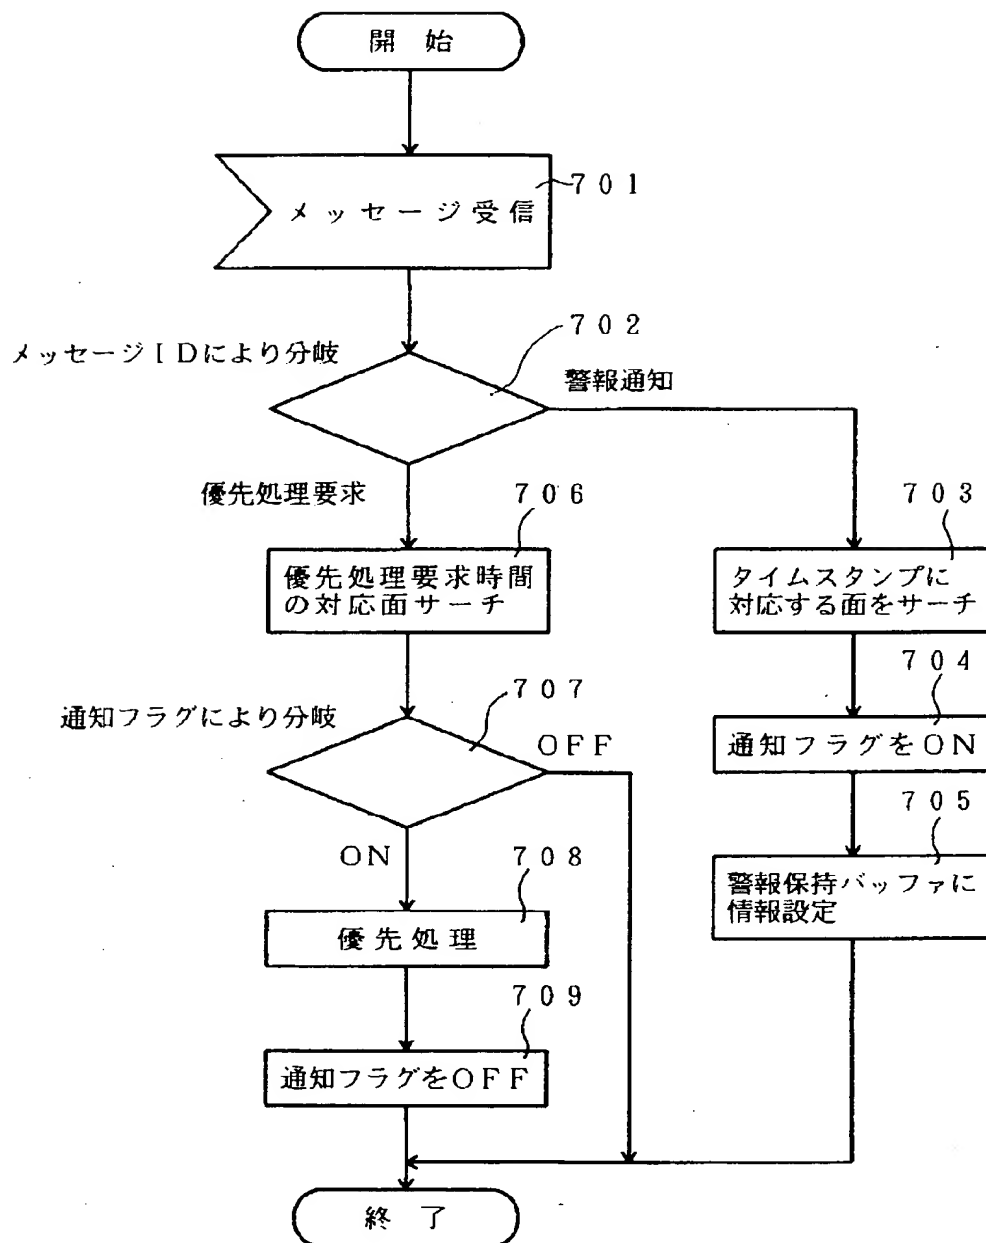 開始
701
メッセージ受信
702
メッセージIDにより分岐
警報通知
優先処理要求
706
703
優先処理要求時間
の対応面サーチ
タイムスタンプに
対応する面をサーチ
704
707
通知フラグにより分岐
OFF
通知フラグをON
705
ON
708
警報保持バッファに
情報設定
優先処理
709
通知フラグをOFF
終了